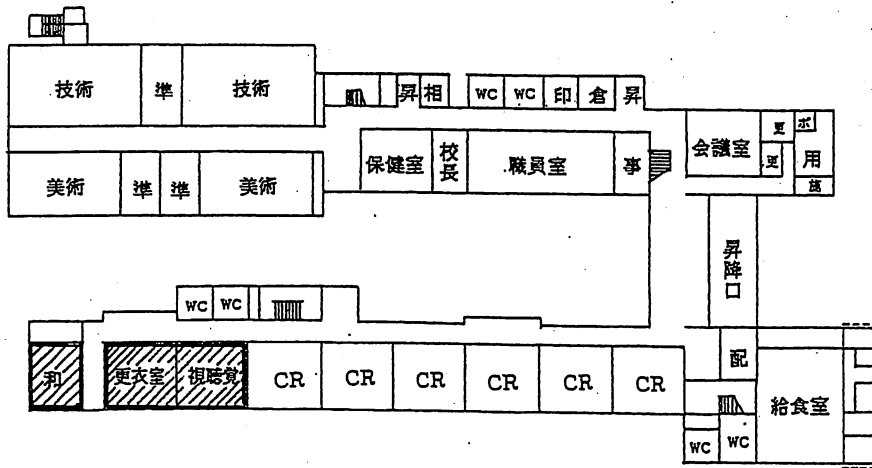 技術 準 技術
昇 相 WC WC 印 倉 昇
美術 準 準 美術
保健室 校長 職員室 事
会議室 更 更 ボ 用
昇降口
WC WC
和 更衣室 視聴覚 CR CR CR CR CR CR
配
給食室
WC WC